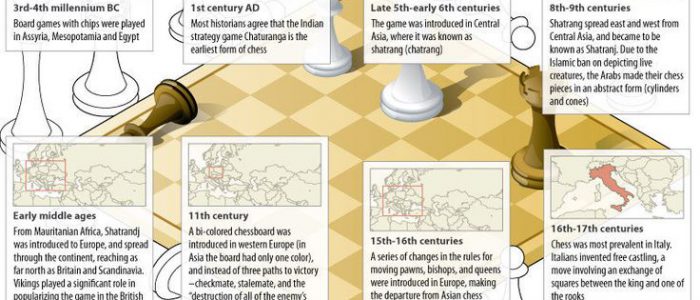 3rd-4th millennium BC
Board games with chips were played
in Assyria, Mesopotamia and Egypt
1st century AD
Most historians agree that the Indian
strategy game Chaturanga is the
earliest form of chess
Late 5th-early 6th centuries
The game was introduced in Central
Asia, where it was known as
shatrang (chatrang)
8th-9th centuries
Shatrang spread east and west from
Central Asia, and became to be
known as Shatranj. Due to the
Islamic ban on depicting live
creatures, the Arabs made their chess
pieces in an abstract form (cylinders
and cones)
Early middle ages
From Mauritanian Africa, Shatrandj
was introduced to Europe, and spread
through the continent, reaching as
far north as Britain and Scandinavia.
Vikings played a significant role in
popularizing the game in the British
11th century
A bi-colored chessboard was
introduced in western Europe (in
Asia the board had only one color),
and instead of three paths to victory
–checkmate, stalemate, and the
"destruction of all of the enemy's
15th-16th centuries
A series of changes in the rules for
moving pawns, bishops, and queens
were introduced in Europe, making
the departure from Asian chess
16th-17th centuries
Chess was most prevalent in Italy.
Italians invented free castling, a
move involving an exchange of
squares between the king and one of
the rooks